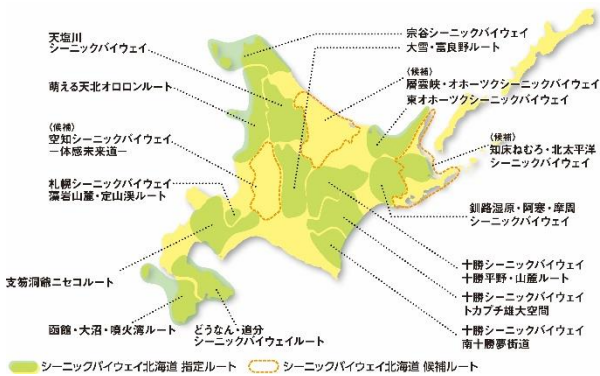 天塩川
シーニックバイウェイ
宗谷シーニックバイウェイ
大雪・富良野ルート
萌える天北オロロンルート
(候補)
層雲峡・オホーツクシーニックバイウェイ
東オホーツクシーニックバイウェイ
(候補)
空知シーニックバイウェイ
ー体感未来道ー
(候補)
知床ねむろ・北太平洋
シーニックバイウェイ
札幌シーニックバイウェイ
藻岩山麓・定山渓ルート
釧路湿原・阿寒・摩周
シーニックバイウェイ
支笏洞爺ニセコルート
十勝シーニックバイウェイ
十勝平野・山麓ルート
十勝シーニックバイウェイ
トカプチ雄大空間
函館・大沼・噴火湾ルート
どうなん・追分
シーニックバイウェイルート
十勝シーニックバイウェイ
南十勝夢街道
シーニックバイウェイ北海道 指定ルート
シーニックバイウェイ北海道 候補ルート